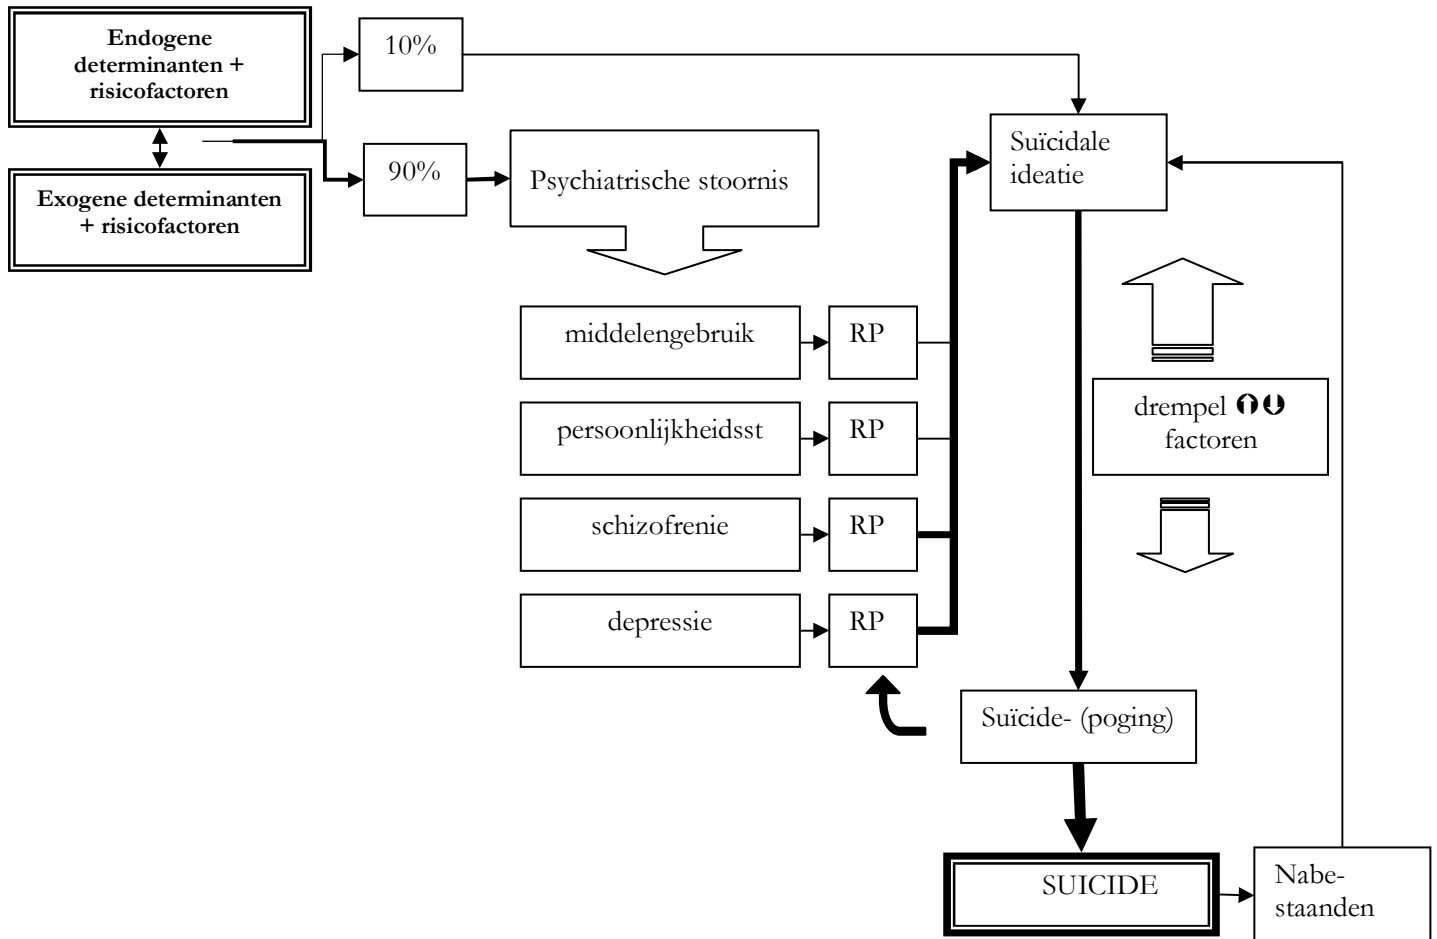 Endogene
determinanten +
risicofactoren
10%
Suïcidale
ideatie
90%
Psychiatrische stoornis
Exogene determinanten
+ risicofactoren
middelengebruik
RP
persoonlijkheidsst
RP
drempel ⮉⮋
factoren
schizofrenie
RP
depressie
RP
Suïcide- (poging)
SUICIDE
Nabe-
staanden